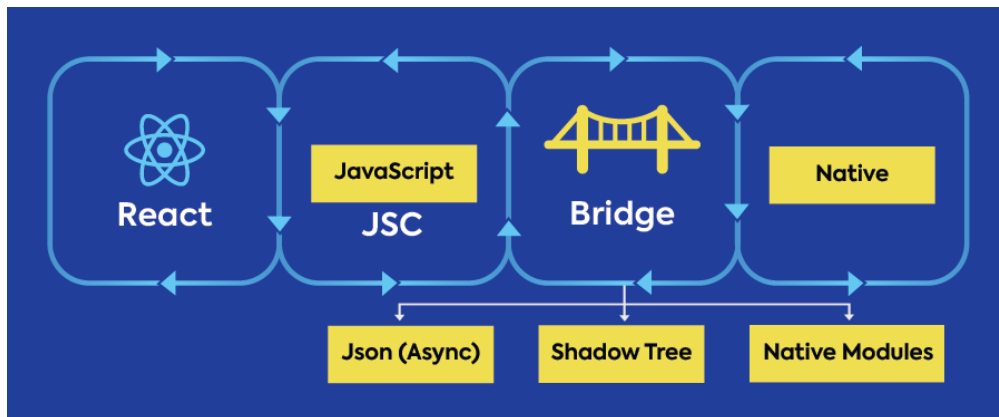 React
JavaScript
JSC
Bridge
Native
Json (Async)
Shadow Tree
Native Modules